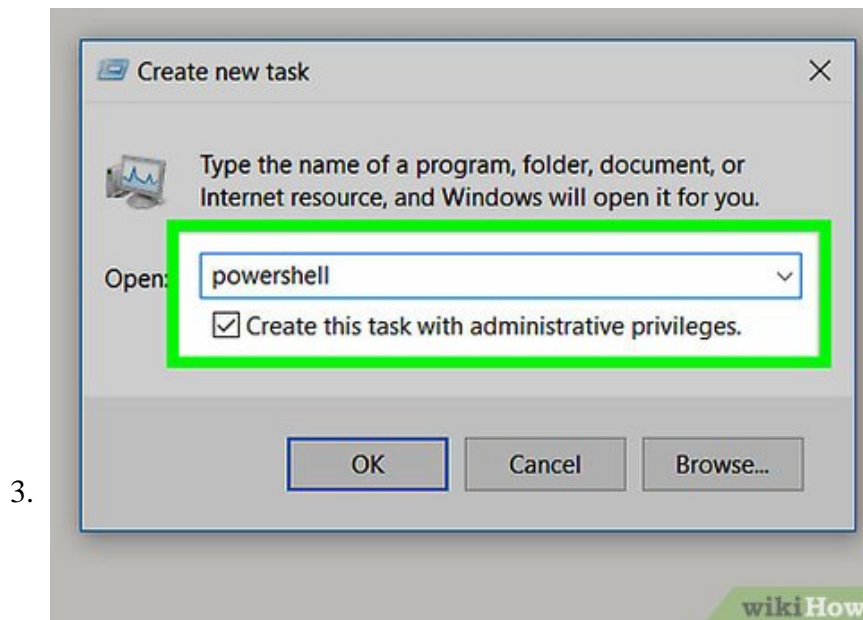 Create new task
Type the name of a program, folder, document, or
Internet resource, and Windows will open it for you.
Open: powershell
Create this task with administrative privileges.
OK Cancel Browse...
3.
wikiHow